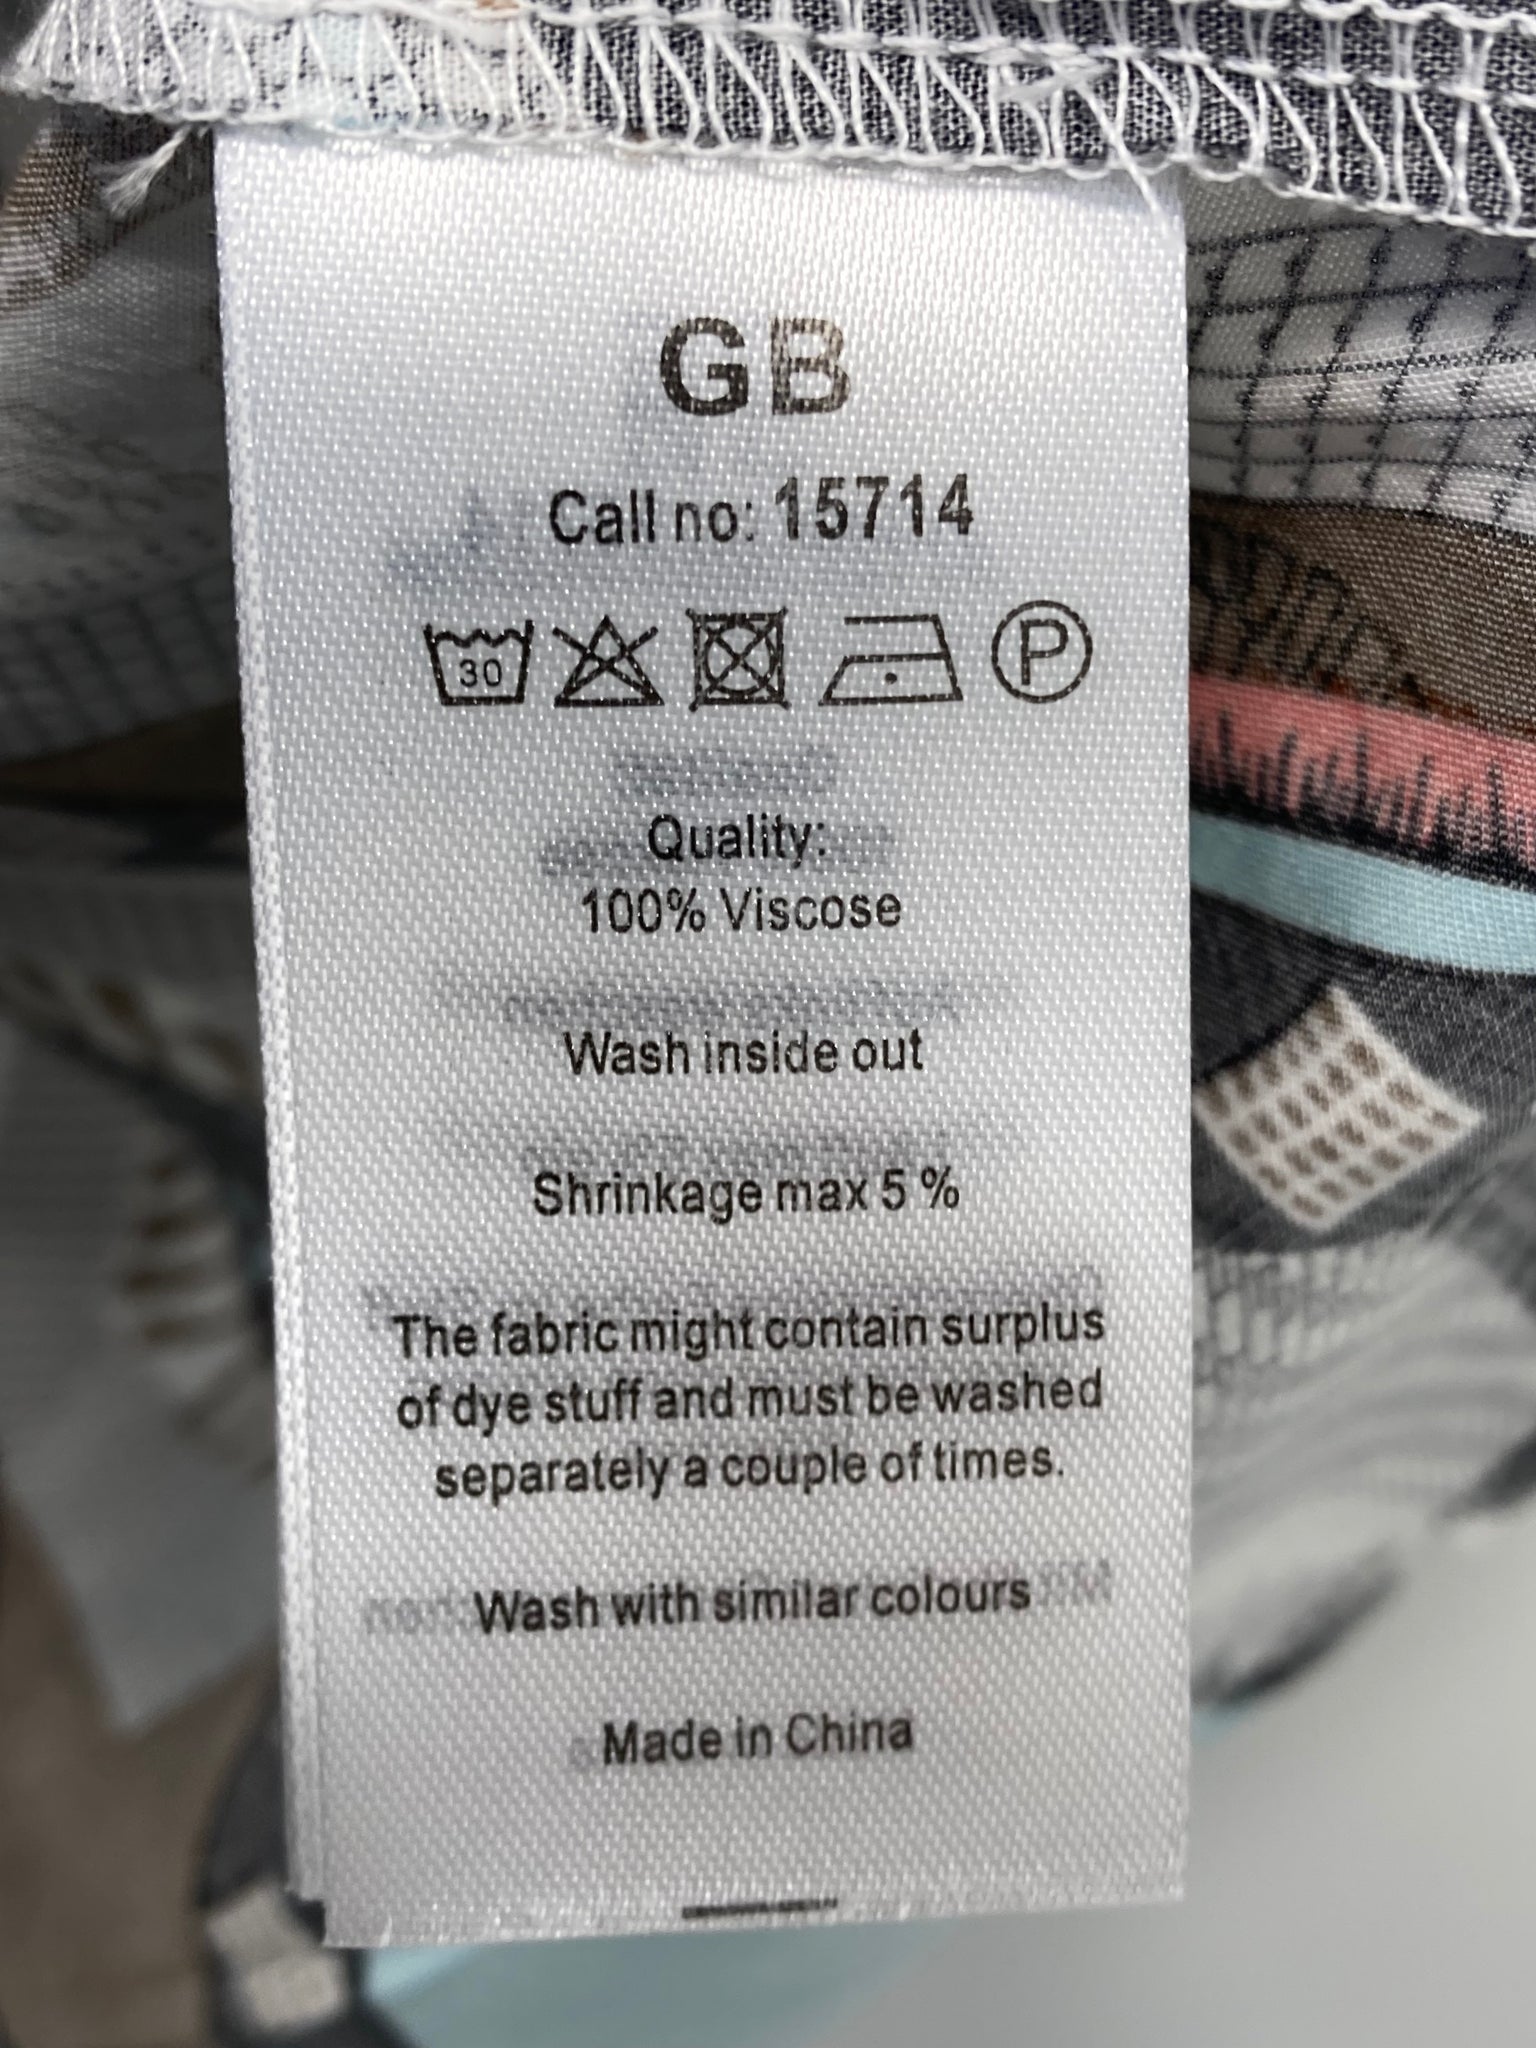 GB
Call no: 15714
30
P
Quality:
100% Viscose
Wash inside out
Shrinkage max 5 %
The fabric might contain surplus
of dye stuff and must be washed
separately a couple of times.
Wash with similar colours
Made in China